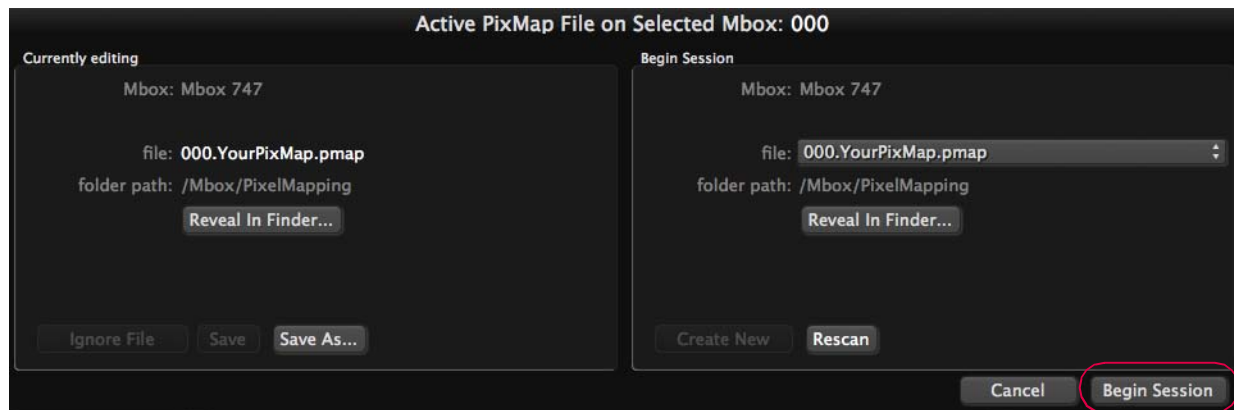 Active PixMap File on Selected Mbox: 000
Currently editing
Mbox: Mbox 747
file: 000.YourPixMap.pmap
folder path: /Mbox/PixelMapping
Reveal In Finder...
Ignore File Save Save As...
Begin Session
Mbox: Mbox 747
file: 000.YourPixMap.pmap
folder path: /Mbox/PixelMapping
Reveal In Finder...
Create New Rescan
Cancel Begin Session